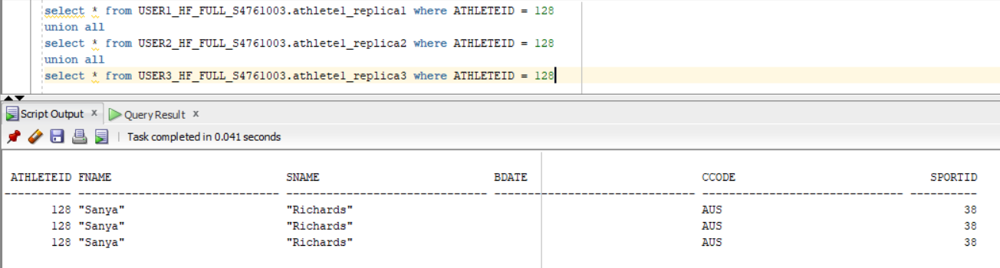 select * from USER1_HF_FULL_S4761003.athlete1_replica1 where ATHLETEID = 128
union all
select * from USER2_HF_FULL_S4761003.athlete1_replica2 where ATHLETEID = 128
union all
select * from USER3_HF_FULL_S4761003.athlete1_replica3 where ATHLETEID = 128
Script Output x Query Result x
Task completed in 0.041 seconds
ATHLETEID FNAME SNAME BDATE CCODE SPORTID
128 "Sanya" "Richards" AUS 38
128 "Sanya" "Richards" AUS 38
128 "Sanya" "Richards" AUS 38